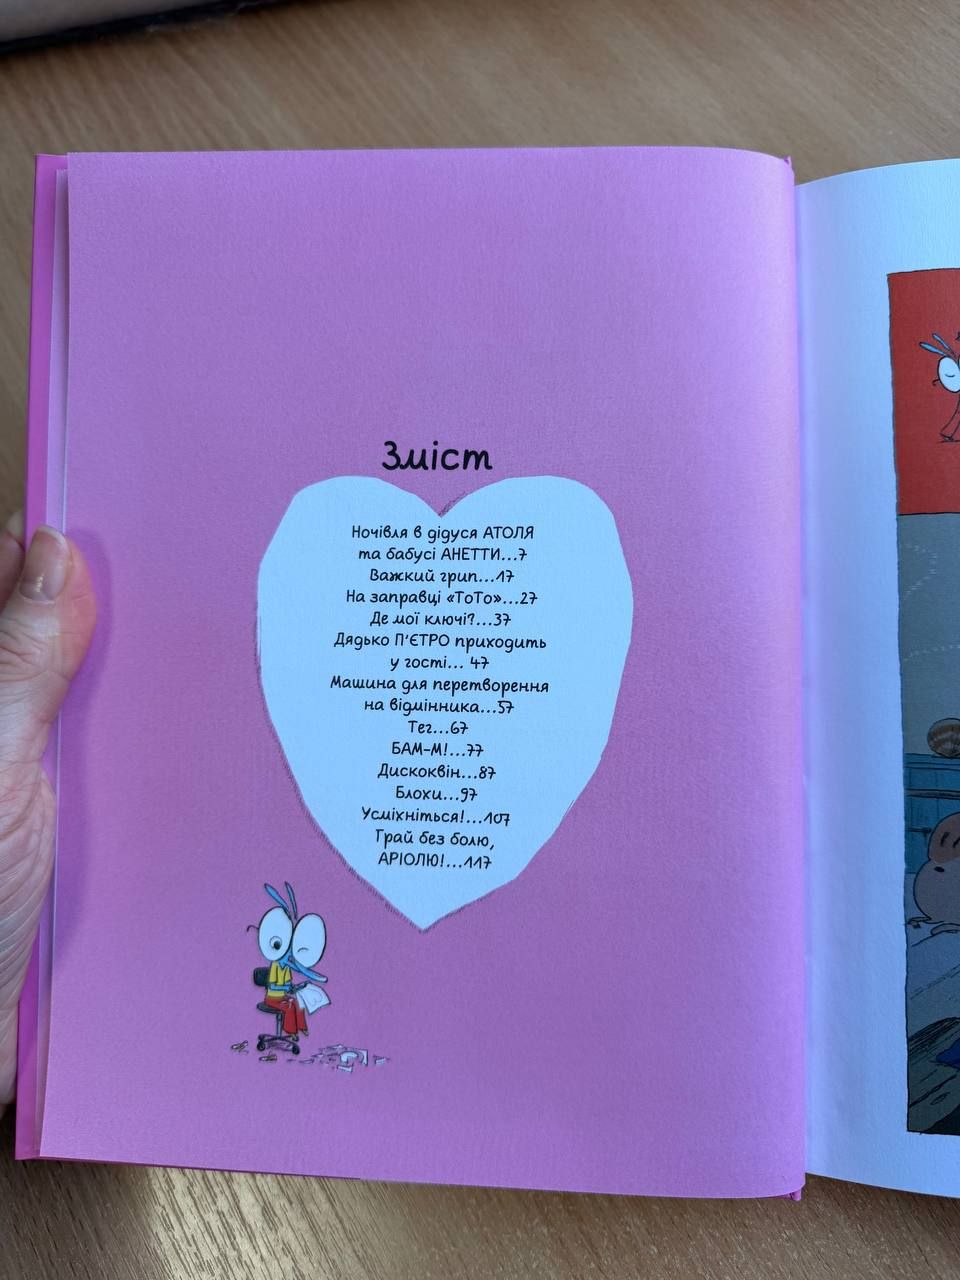 Зміст
Ночівля в дідуся АТОЛЯ
та бабусі АНЕТТИ...7
Важкий грип...17
На заправці «ТоТо»...27
Де мої ключі?...37
Дядько П'ЄТРО приходить
у гості... 47
Машина для перетворення
на відмінника...57
Тег...67
БАМ-М!...77
Дискоквін...87
Блохи...97
Усміхніться!...107
Грай без болю,
АРІОЛЮ!...117